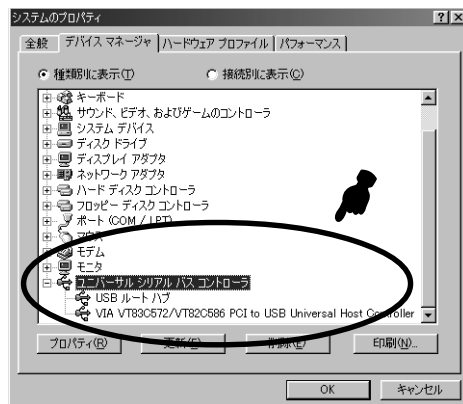 システムのプロパティ
全般 デバイス マネージャ ハードウェア プロファイル パフォーマンス
種類別に表示(T) 接続別に表示(C)
キーボード
サウンド、ビデオ、およびゲームのコントローラ
システム デバイス
ディスク ドライブ
ディスプレイ アダプタ
ネットワーク アダプタ
ハード ディスク コントローラ
フロッピー ディスク コントローラ
ポート (COM / LPT)
マウス
モデム
モニタ
ユニバーサル シリアル バス コントローラ
USB ルート ハブ
VIA VT83C572/VT82C586 PCI to USB Universal Host Controller
プロパティ(R) 更新(F) 削除(E) 印刷(N)...
OK キャンセル